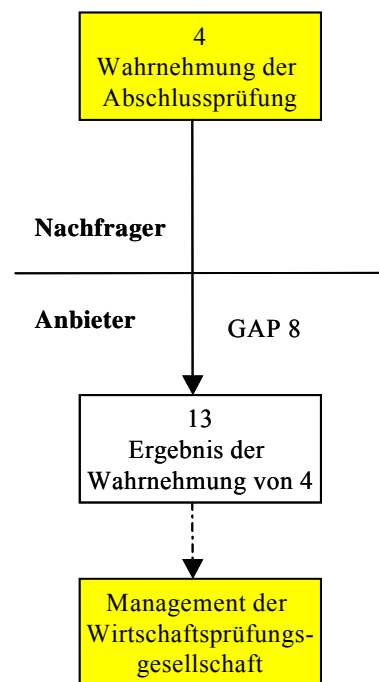 4
Wahrnehmung der
Abschlussprüfung
Nachfrager
Anbieter
GAP 8
13
Ergebnis der
Wahrnehmung von 4
Management der
Wirtschaftsprüfungs-
gesellschaft